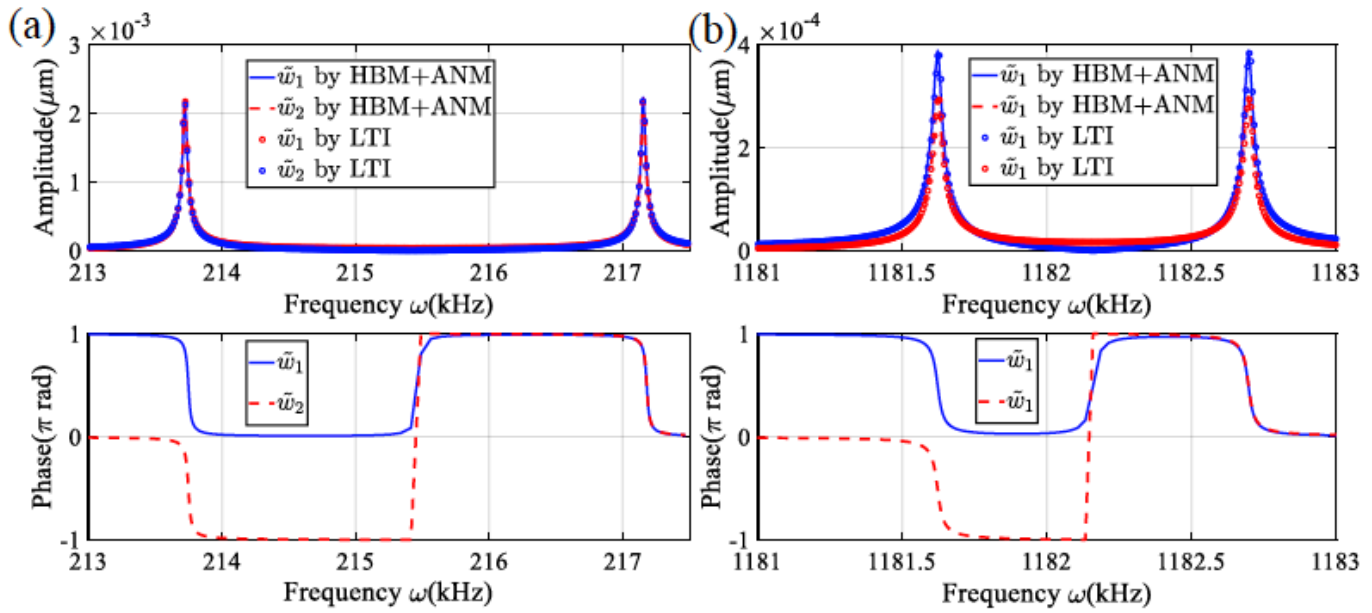 (a)
×10⁻³
Amplitude(μm)
3
2
1
0
w̃₁ by HBM+ANM
w̃₂ by HBM+ANM
w̃₁ by LTI
w̃₂ by LTI
213 214 215 216 217
Frequency ω(kHz)
Phase(π rad)
1
0
-1
w̃₁
w̃₂
213 214 215 216 217
Frequency ω(kHz)
(b)
×10⁻⁴
Amplitude(μm)
4
2
0
w̃₁ by HBM+ANM
w̃₁ by HBM+ANM
w̃₁ by LTI
w̃₁ by LTI
1181 1181.5 1182 1182.5 1183
Frequency ω(kHz)
Phase(π rad)
1
0
-1
w̃₁
w̃₁
1181 1181.5 1182 1182.5 1183
Frequency ω(kHz)